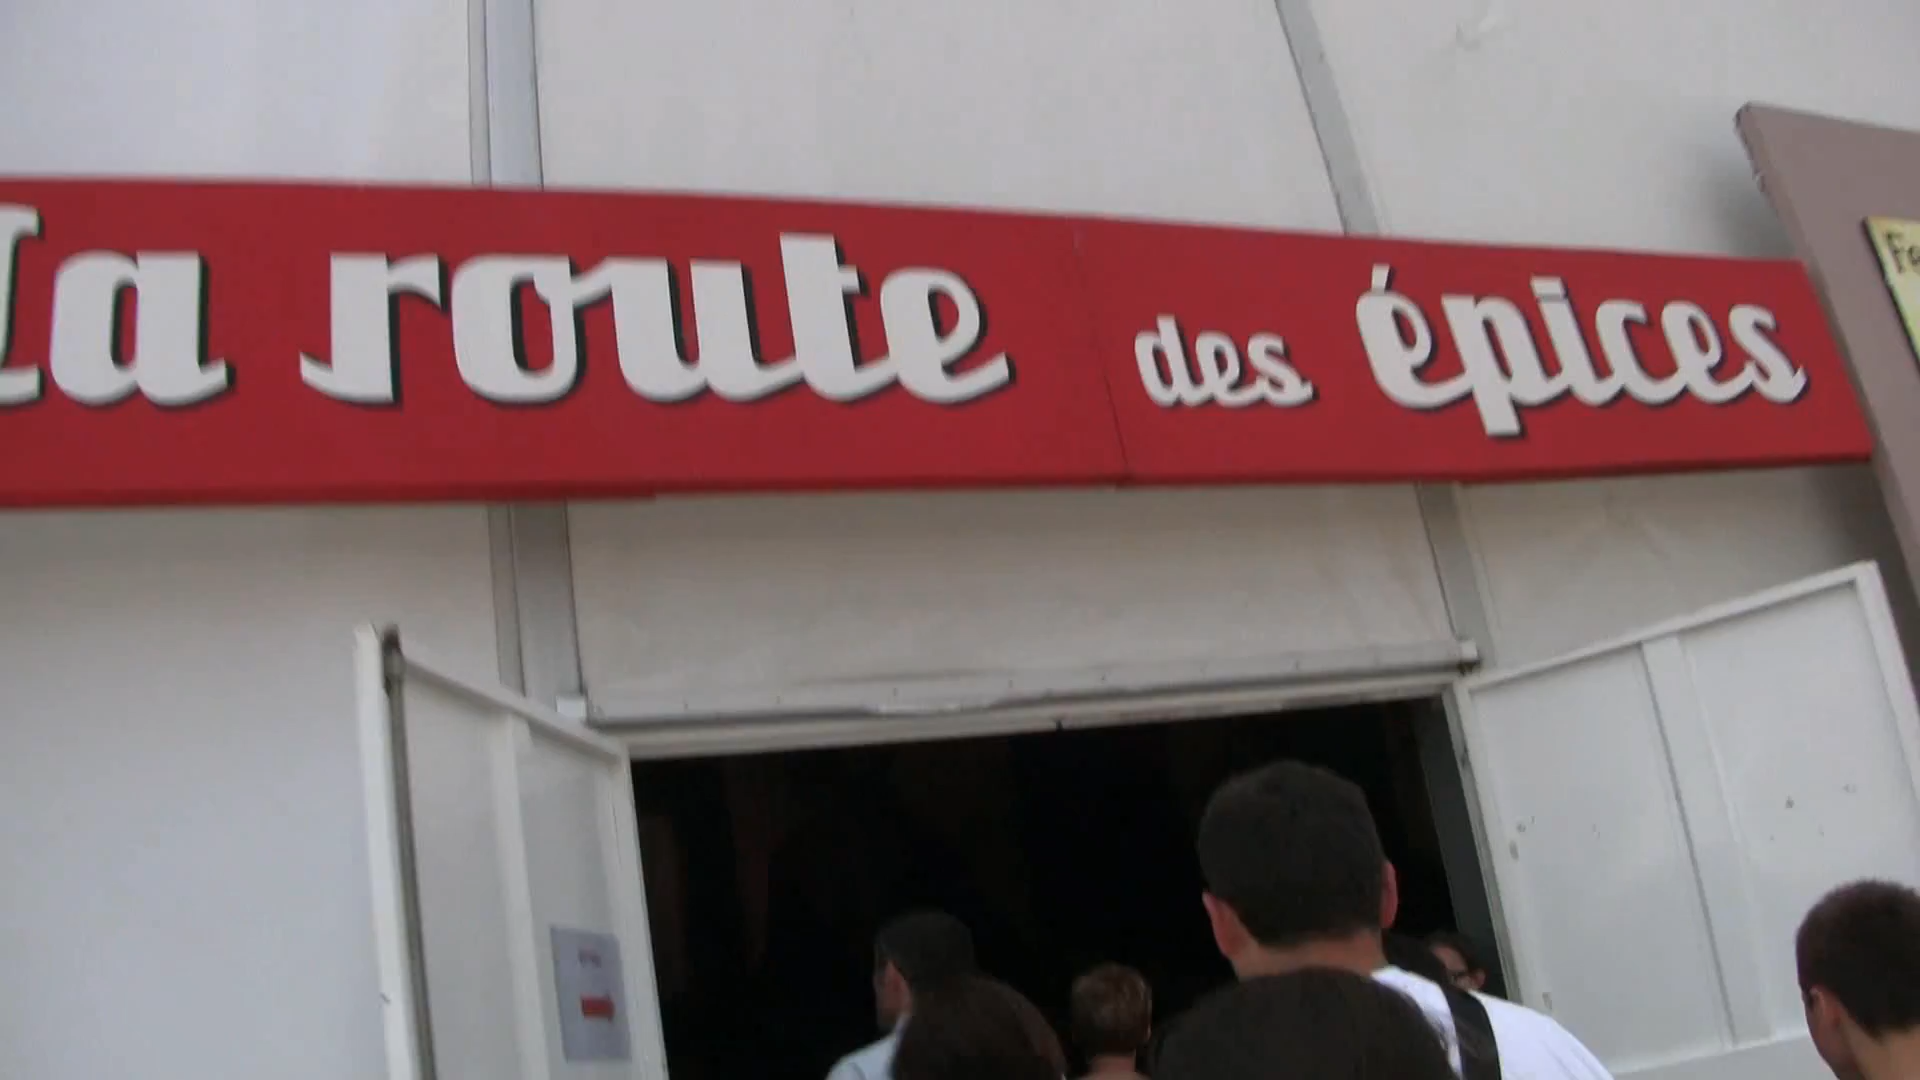 la route des épices